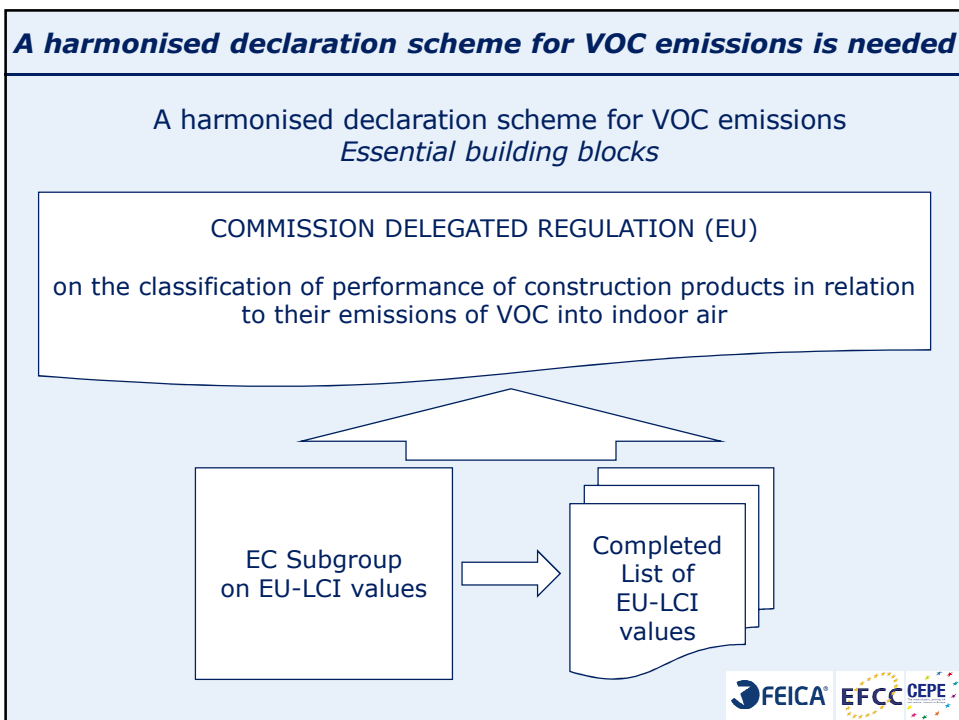 A harmonised declaration scheme for VOC emissions is needed
A harmonised declaration scheme for VOC emissions
Essential building blocks
COMMISSION DELEGATED REGULATION (EU)
on the classification of performance of construction products in relation
to their emissions of VOC into indoor air
EC Subgroup
on EU-LCI values
Completed
List of
EU-LCI
values
FEICA
EFCC
CEPE